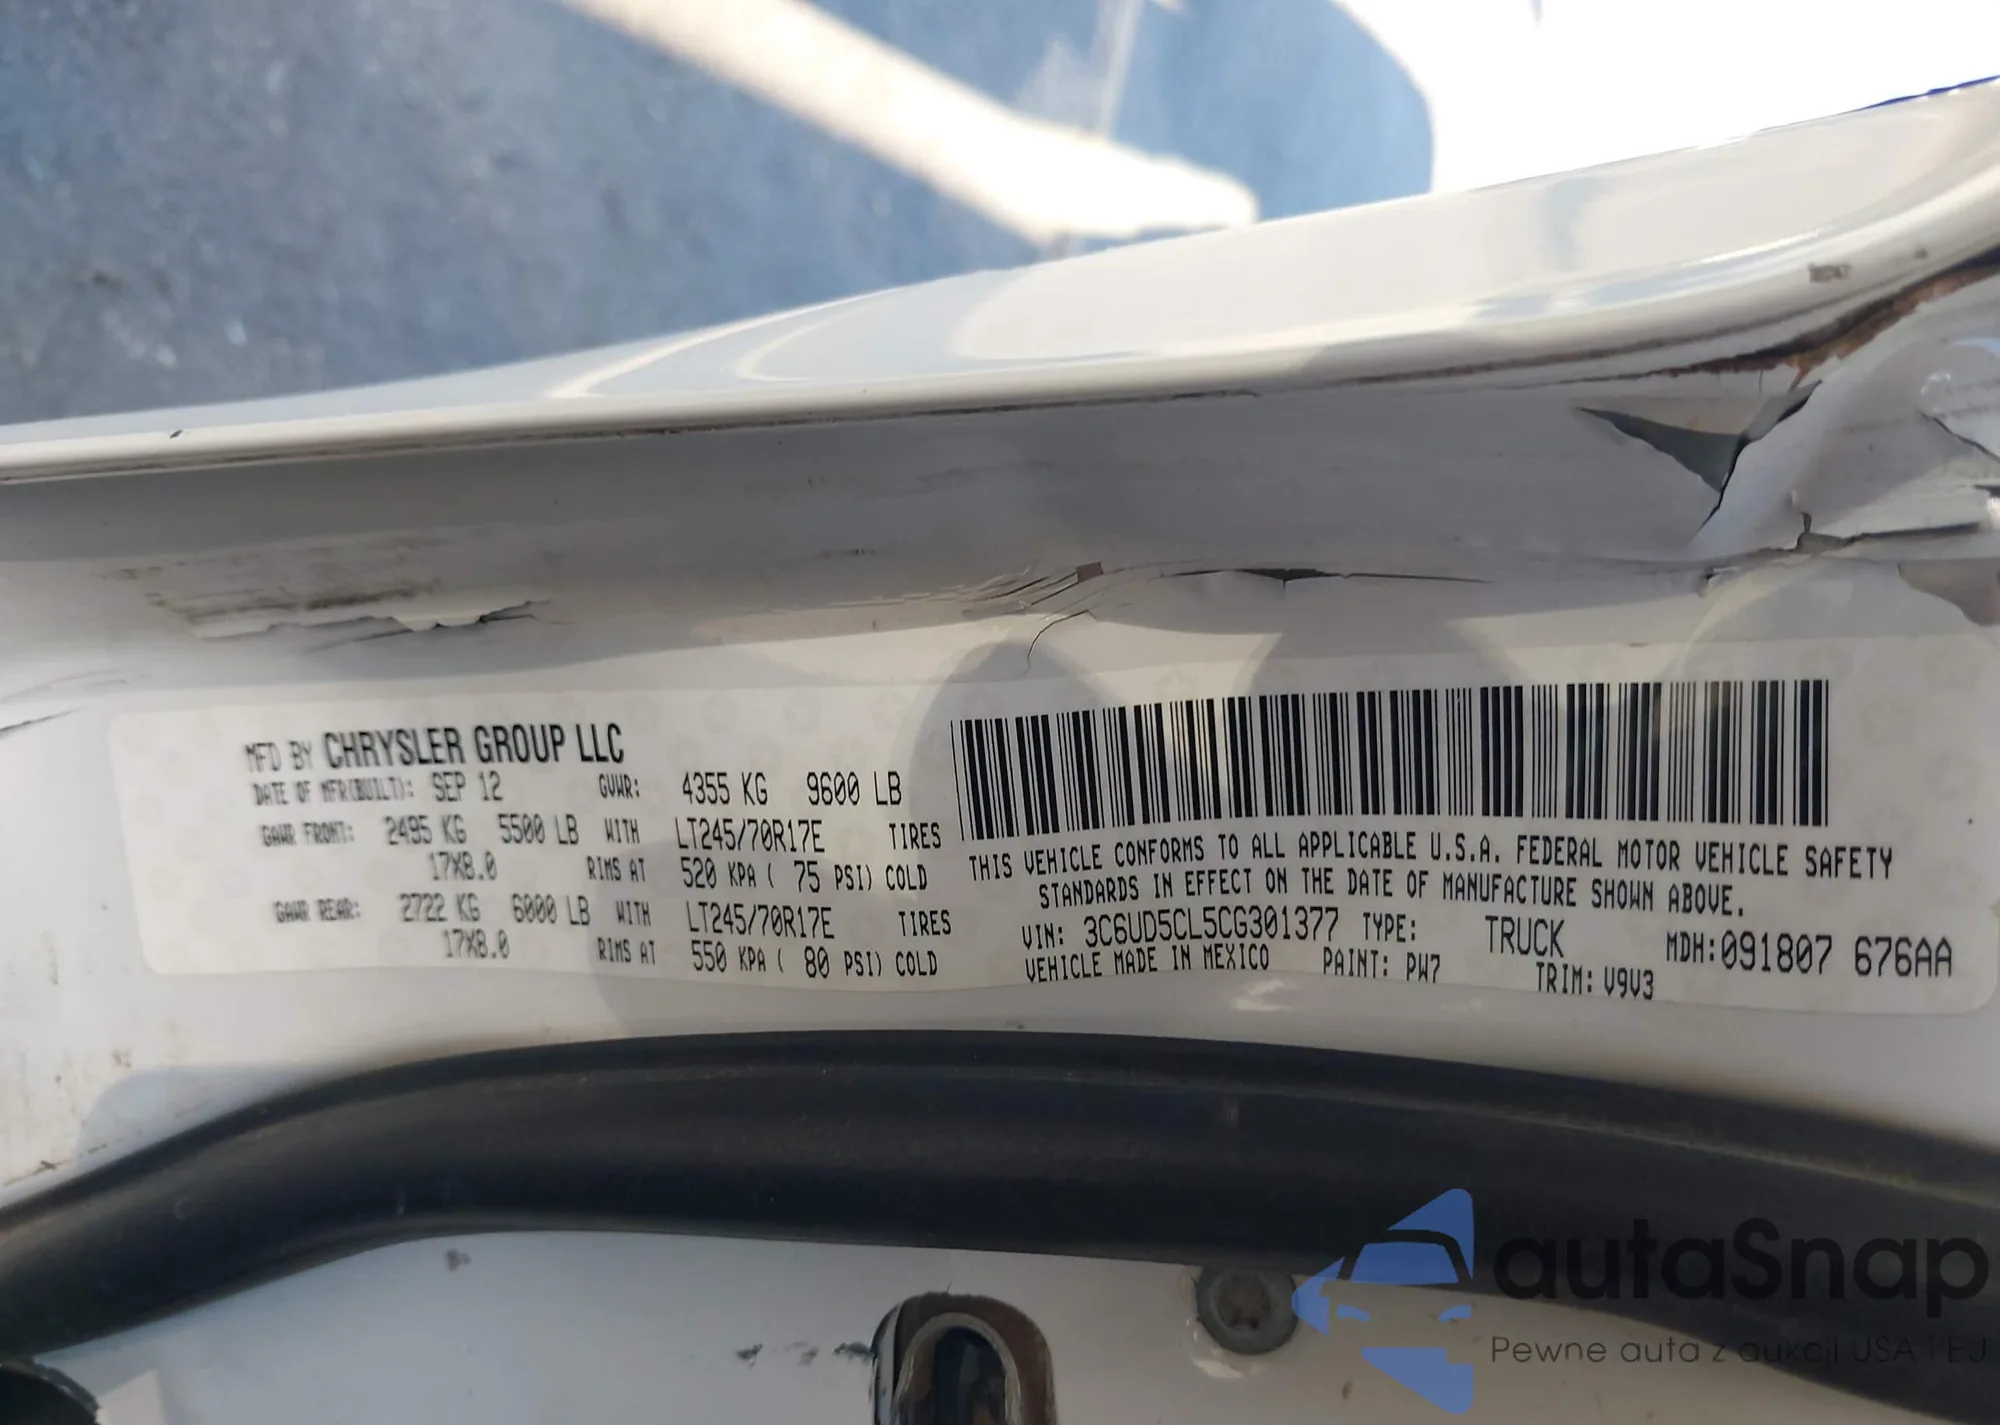 MFD BY CHRYSLER GROUP LLC
DATE OF MFR(BUILT): SEP 12 GVWR: 4355 KG 9600 LB
GAWR FRONT: 2495 KG 5500 LB WITH LT245/70R17E TIRES
17X8.0 RIMS AT 520 KPA ( 75 PSI) COLD
GAWR REAR: 2722 KG 6000 LB WITH LT245/70R17E TIRES
17X8.0 RIMS AT 550 KPA ( 80 PSI) COLD
THIS VEHICLE CONFORMS TO ALL APPLICABLE U.S.A. FEDERAL MOTOR VEHICLE SAFETY
STANDARDS IN EFFECT ON THE DATE OF MANUFACTURE SHOWN ABOVE.
VIN: 3C6UD5CL5CG301377 TYPE: TRUCK MDH:091807 676AA
VEHICLE MADE IN MEXICO PAINT: PW7 TRIM: V9V3
autaSnap
Pewne auta z aukcji USA i EU